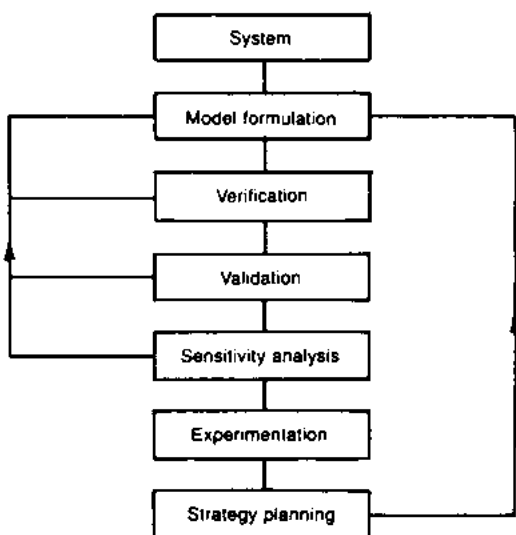 System
Model formulation
Verification
Validation
Sensitivity analysis
Experimentation
Strategy planning